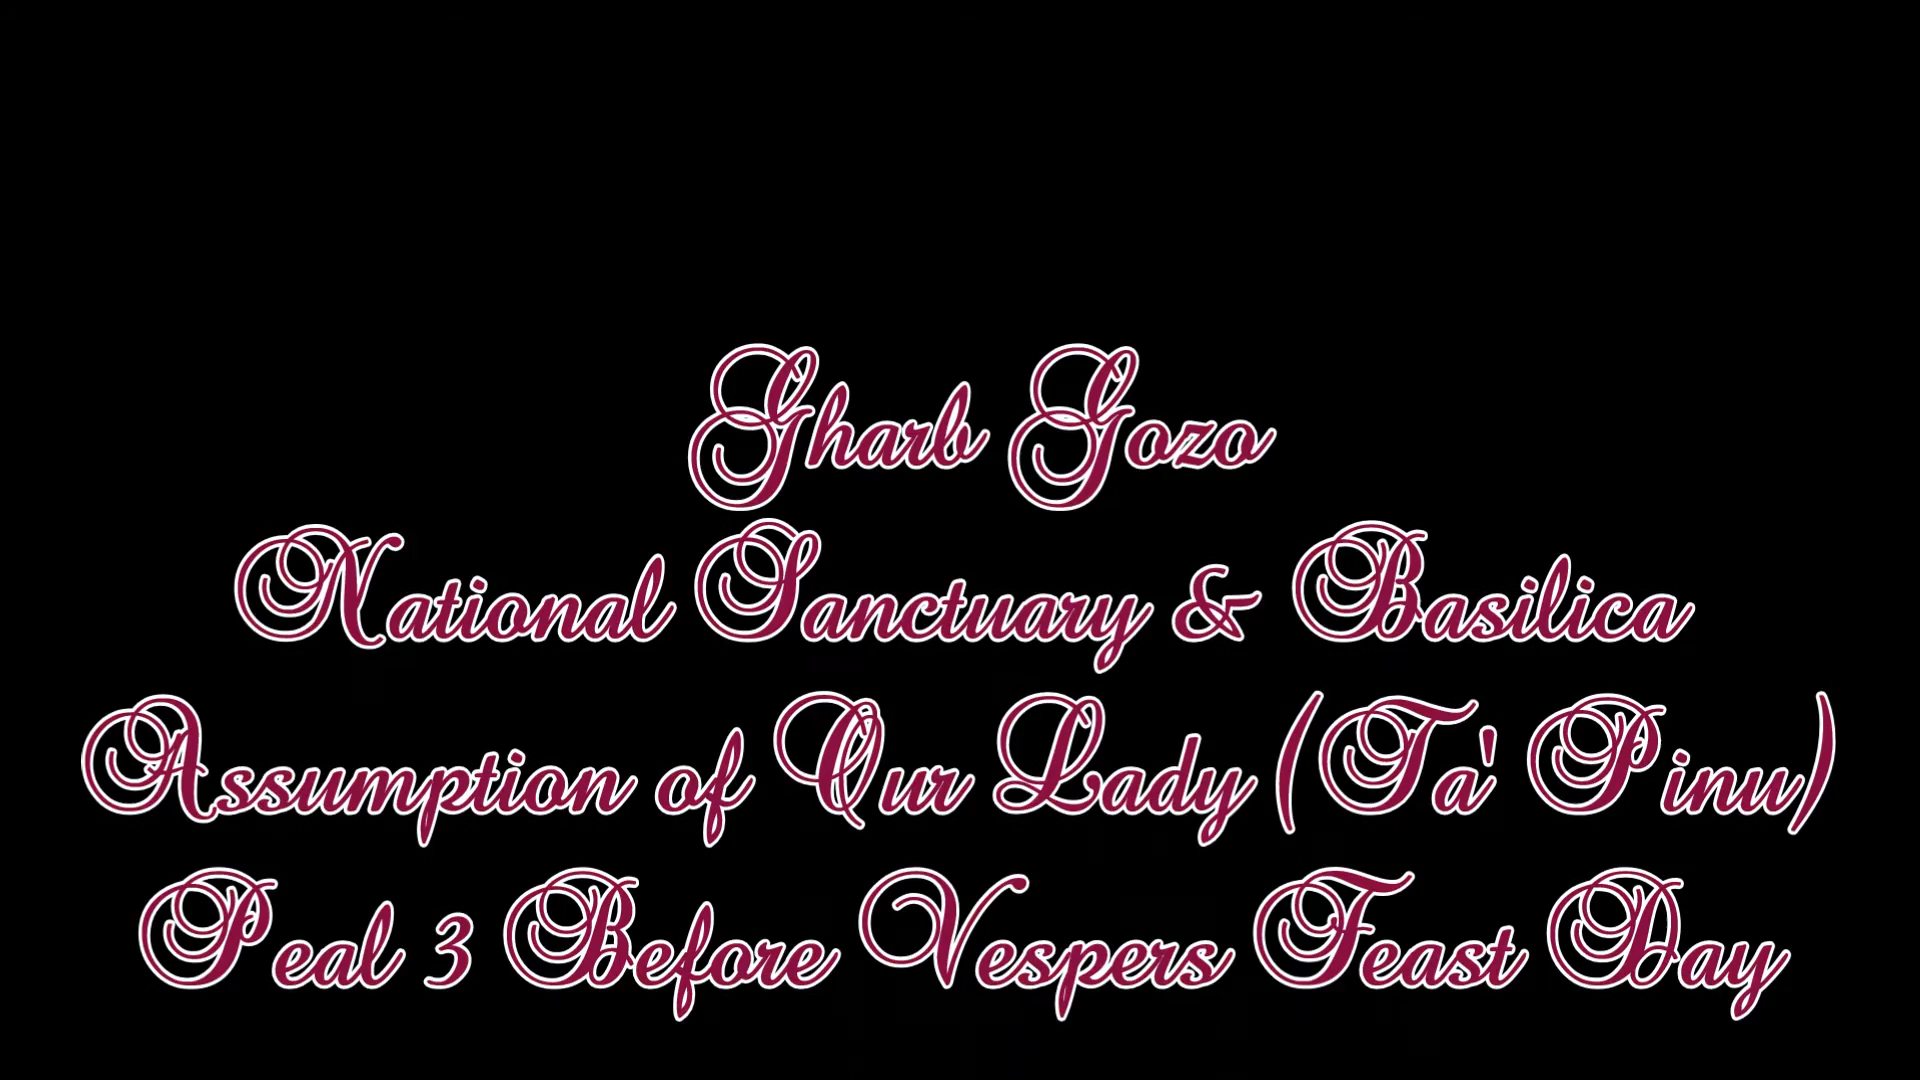 Gharb Gozo
National Sanctuary & Basilica
Assumption of Our Lady (Ta' Pinu)
Peal 3 Before Vespers Feast Day